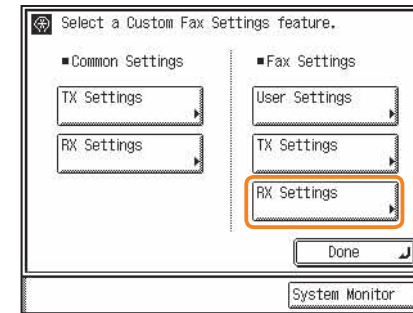 Select a Custom Fax Settings feature.
■Common Settings
TX Settings
RX Settings
■Fax Settings
User Settings
TX Settings
RX Settings
Done
System Monitor